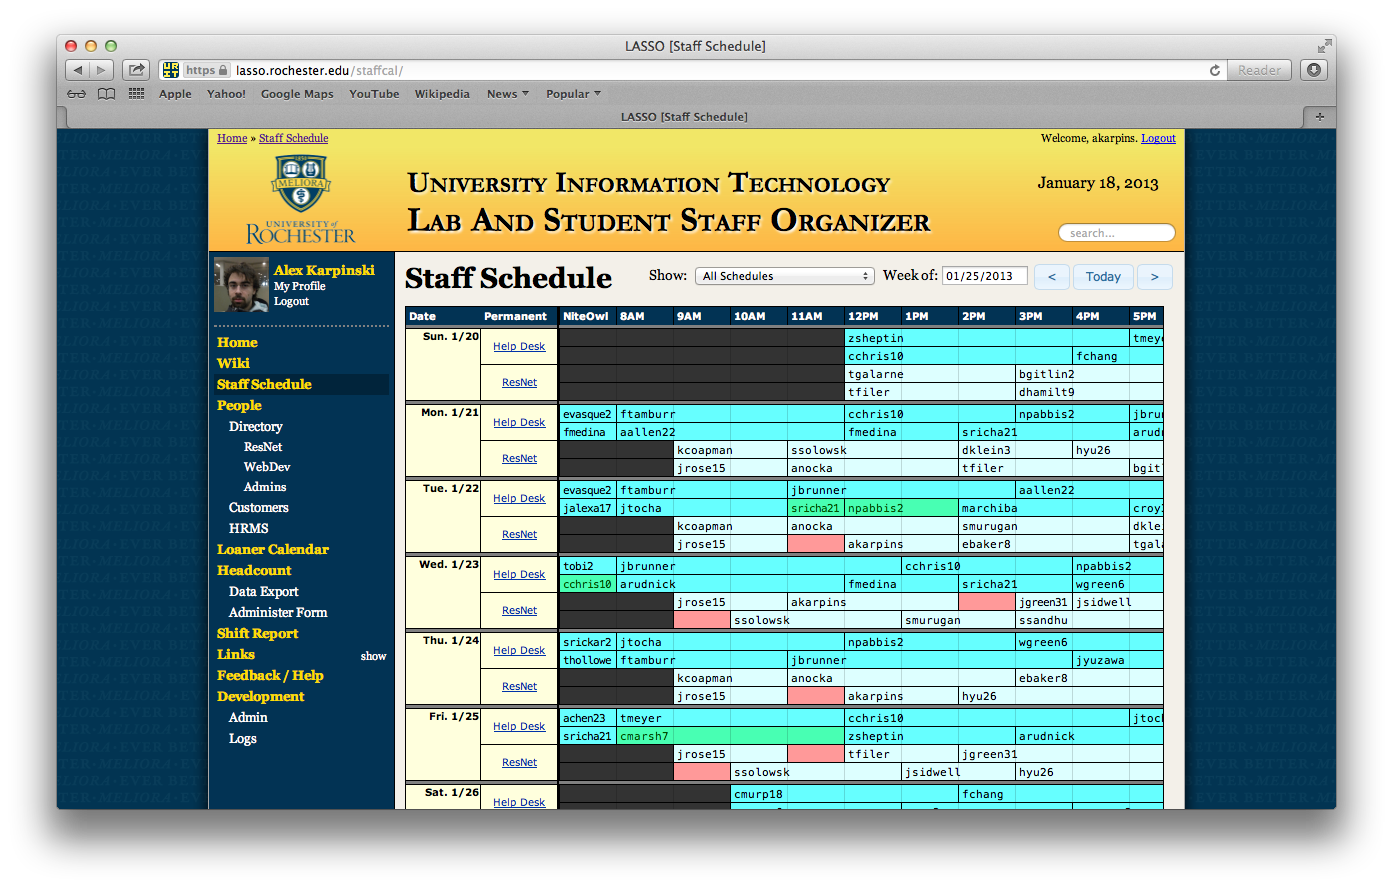 LASSO [Staff Schedule]
https lasso.rochester.edu/staffcal/ Reader
Apple Yahoo! Google Maps YouTube Wikipedia News Popular
LASSO [Staff Schedule]
Home » Staff Schedule Welcome, akarpins. Logout
MELIORA
UNIVERSITY of ROCHESTER
University Information Technology
Lab And Student Staff Organizer
January 18, 2013
search...
Alex Karpinski
My Profile
Logout
Home
Wiki
Staff Schedule
People
Directory
ResNet
WebDev
Admins
Customers
HRMS
Loaner Calendar
Headcount
Data Export
Administer Form
Shift Report
Links show
Feedback / Help
Development
Admin
Logs
Staff Schedule Show: All Schedules Week of: 01/25/2013 < Today >
Date Permanent NiteOwl 8AM 9AM 10AM 11AM 12PM 1PM 2PM 3PM 4PM 5PM
Sun. 1/20 Help Desk zsheptin tmeye
cchris10 fchang
ResNet tgalarne bgitlin2
tfiler dhamilt9
Mon. 1/21 Help Desk evasque2 ftamburr cchris10 npabbis2 jbrun
fmedina aallen22 fmedina sricha21 arudn
ResNet kcoapman ssolowsk dklein3 hyu26
jrose15 anocka tfiler bgitl
Tue. 1/22 Help Desk evasque2 ftamburr jbrunner aallen22
jalexa17 jtocha sricha21 npabbis2 marchiba croy
ResNet kcoapman anocka smurugan dkle
jrose15 akarpins ebaker8 tgala
Wed. 1/23 Help Desk tobi2 jbrunner cchris10 npabbis2
cchris10 arudnick fmedina sricha21 wgreen6
ResNet jrose15 akarpins jgreen31 jsidwell
ssolowsk smurugan ssandhu
Thu. 1/24 Help Desk srickar2 jtocha npabbis2 wgreen6
thollowe ftamburr jbrunner jyuzawa
ResNet kcoapman anocka ebaker8
jrose15 akarpins hyu26
Fri. 1/25 Help Desk achen23 tmeyer cchris10 jtoch
sricha21 cmarsh7 zsheptin arudnick
ResNet jrose15 tfiler jgreen31
ssolowsk jsidwell hyu26
Sat. 1/26 Help Desk cmurp18 fchang